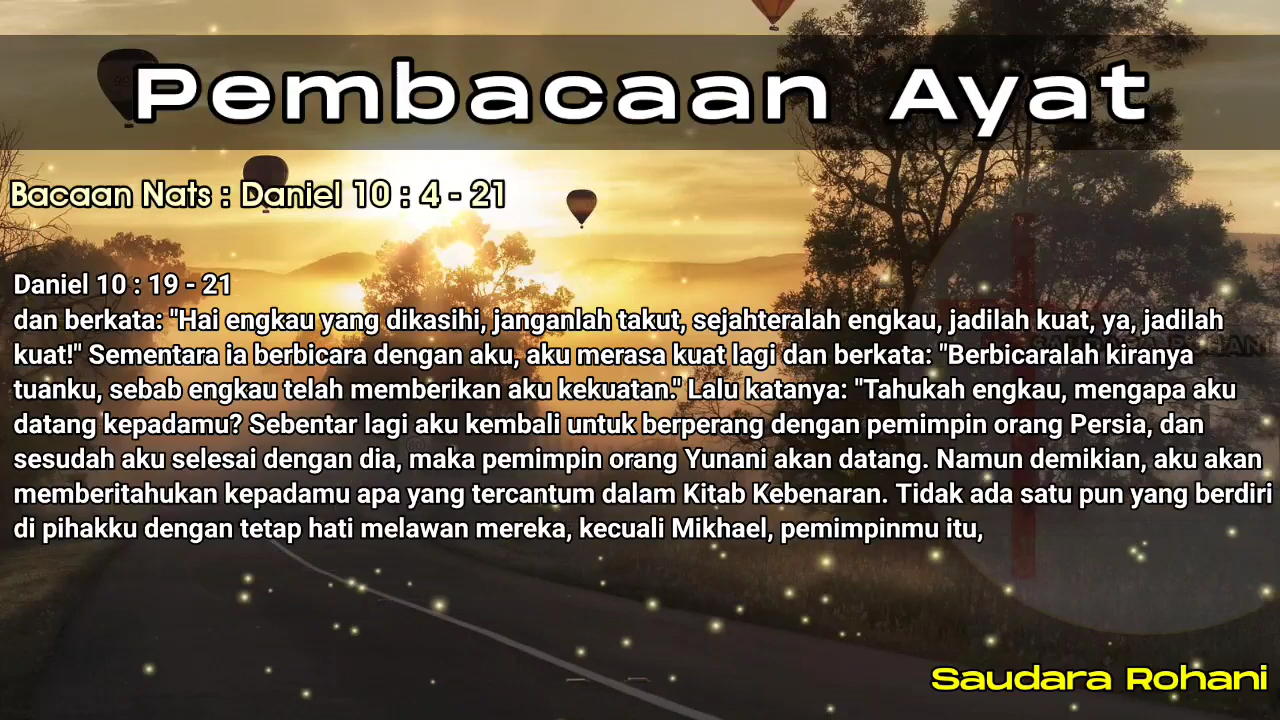 Pembacaan Ayat
Bacaan Nats : Daniel 10 : 4 - 21
Daniel 10 : 19 - 21
dan berkata: "Hai engkau yang dikasihi, janganlah takut, sejahteralah engkau, jadilah kuat, ya, jadilah
kuat!" Sementara ia berbicara dengan aku, aku merasa kuat lagi dan berkata: "Berbicaralah kiranya
tuanku, sebab engkau telah memberikan aku kekuatan." Lalu katanya: "Tahukah engkau, mengapa aku
datang kepadamu? Sebentar lagi aku kembali untuk berperang dengan pemimpin orang Persia, dan
sesudah aku selesai dengan dia, maka pemimpin orang Yunani akan datang. Namun demikian, aku akan
memberitahukan kepadamu apa yang tercantum dalam Kitab Kebenaran. Tidak ada satu pun yang berdiri
di pihakku dengan tetap hati melawan mereka, kecuali Mikhael, pemimpinmu itu,
Saudara Rohani